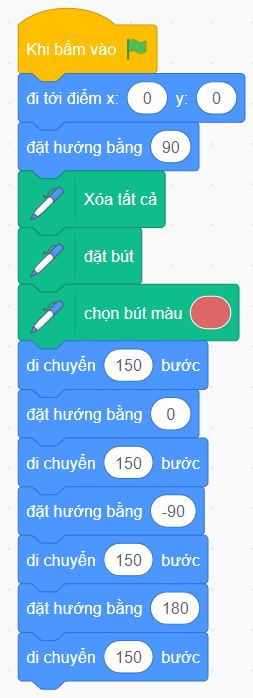 Khi bấm vào
đi tới điểm x: 0 y: 0
đặt hướng bằng 90
Xóa tất cả
đặt bút
chọn bút màu
di chuyển 150 bước
đặt hướng bằng 0
di chuyển 150 bước
đặt hướng bằng -90
di chuyển 150 bước
đặt hướng bằng 180
di chuyển 150 bước